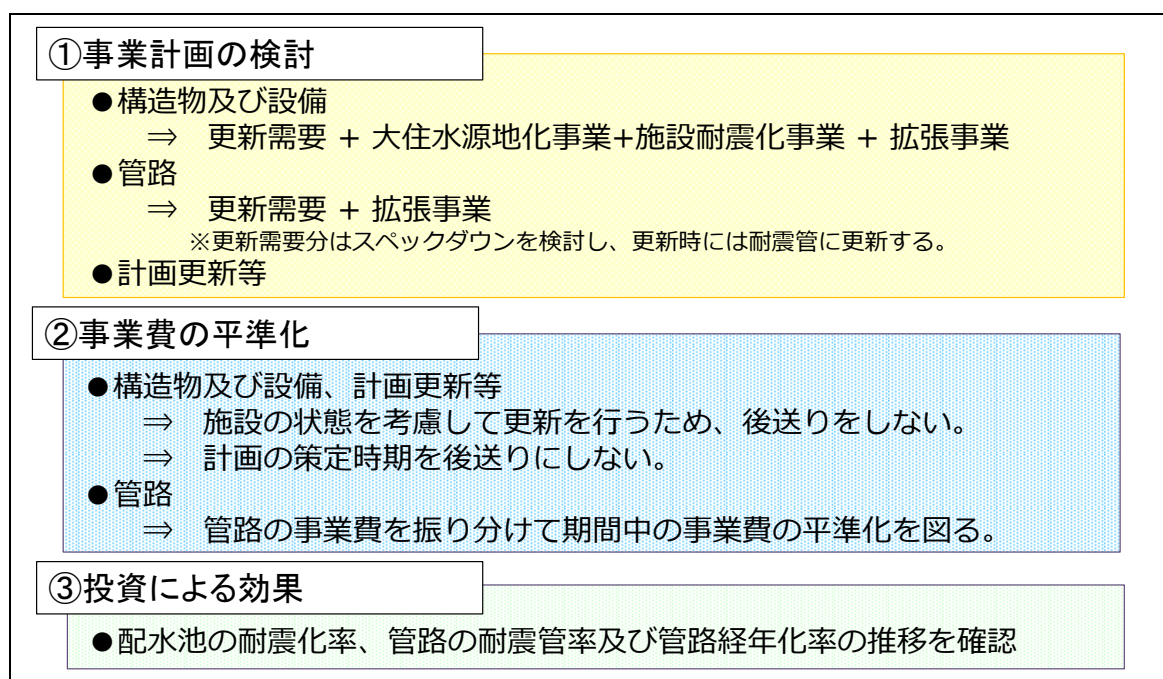 ①事業計画の検討
●構造物及び設備
⇒ 更新需要 + 大住水源地化事業+施設耐震化事業 + 拡張事業
●管路
⇒ 更新需要 + 拡張事業
※更新需要分はスペックダウンを検討し、更新時には耐震管に更新する。
●計画更新等
②事業費の平準化
●構造物及び設備、計画更新等
⇒ 施設の状態を考慮して更新を行うため、後送りをしない。
⇒ 計画の策定時期を後送りにしない。
●管路
⇒ 管路の事業費を振り分けて期間中の事業費の平準化を図る。
③投資による効果
●配水池の耐震化率、管路の耐震管率及び管路経年化率の推移を確認